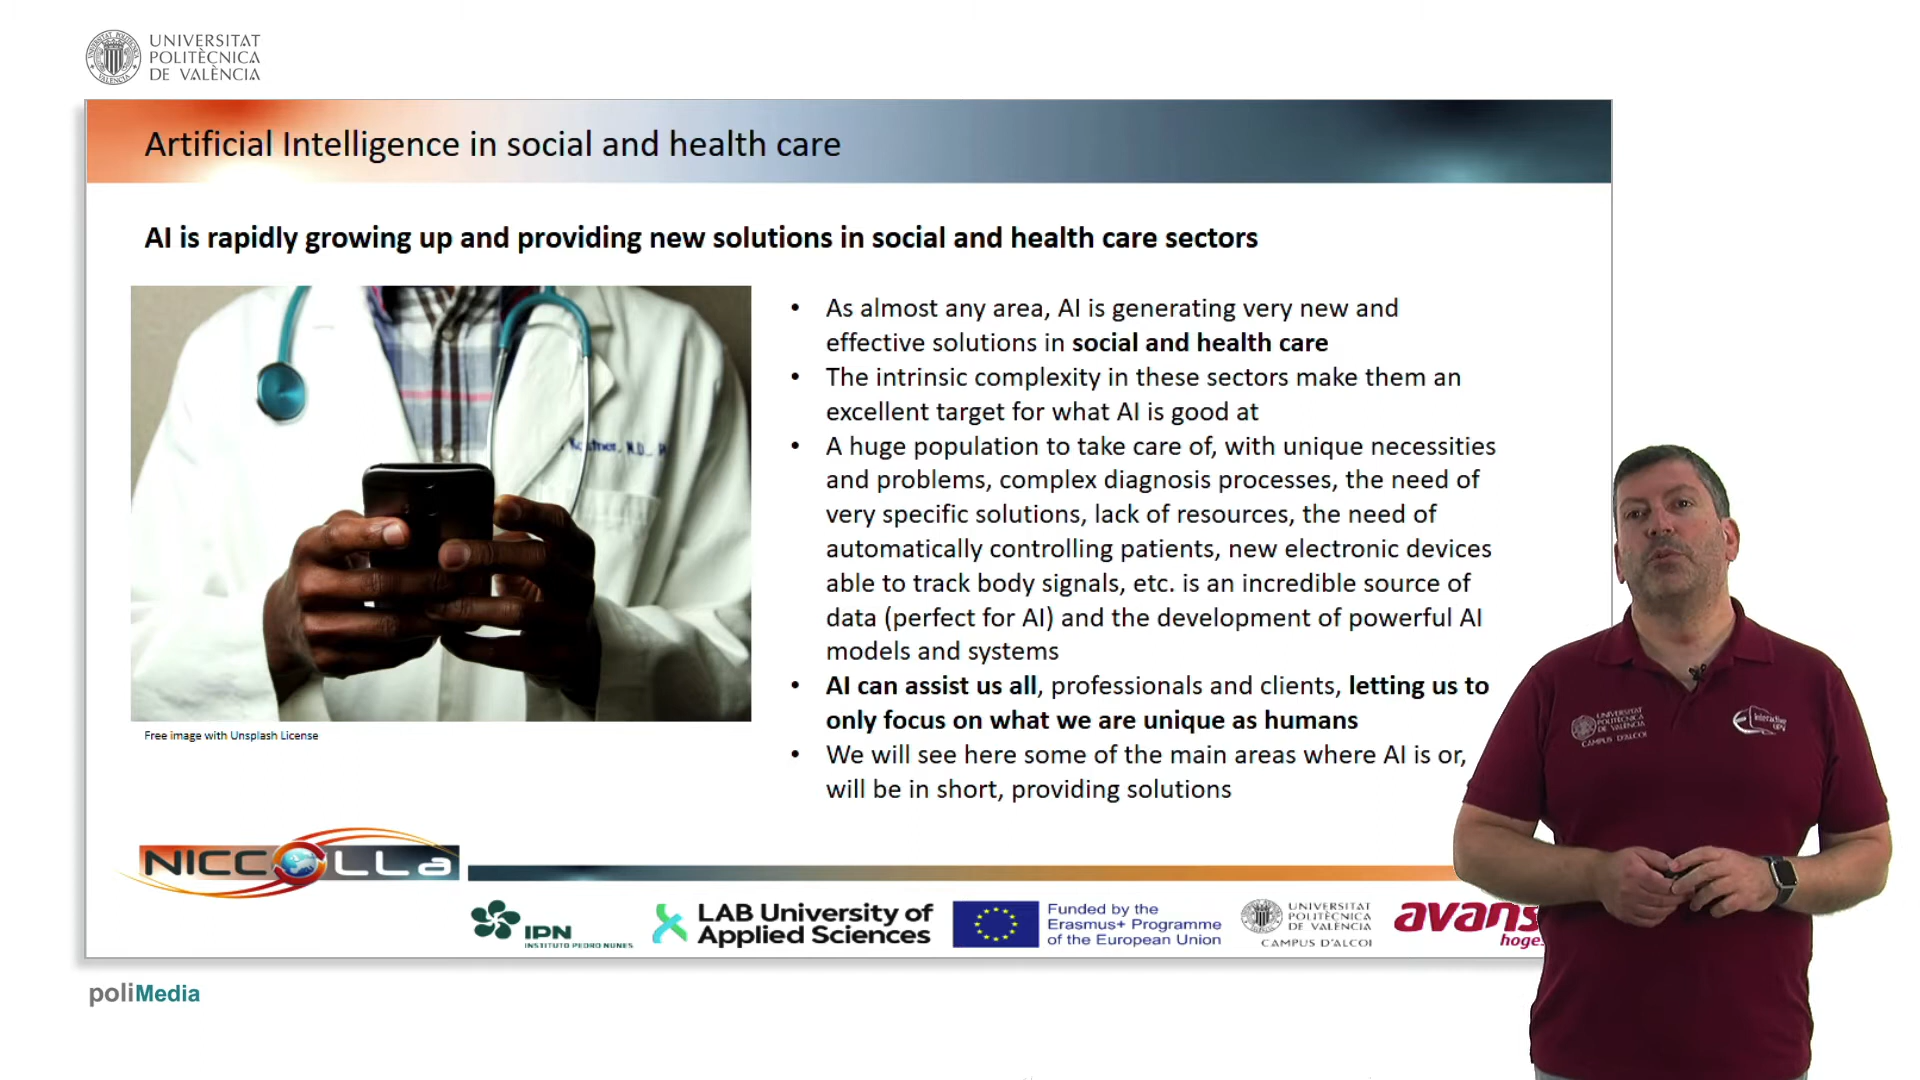 UNIVERSITAT
POLITÈCNICA
DE VALÈNCIA
Artificial Intelligence in social and health care
AI is rapidly growing up and providing new solutions in social and health care sectors
• As almost any area, AI is generating very new and
effective solutions in social and health care
• The intrinsic complexity in these sectors make them an
excellent target for what AI is good at
• A huge population to take care of, with unique necessities
and problems, complex diagnosis processes, the need of
very specific solutions, lack of resources, the need of
automatically controlling patients, new electronic devices
able to track body signals, etc. is an incredible source of
data (perfect for AI) and the development of powerful AI
models and systems
• AI can assist us all, professionals and clients, letting us to
only focus on what we are unique as humans
• We will see here some of the main areas where AI is or,
will be in short, providing solutions
M.D.
Free image with Unsplash License
NICCOLLa
IPN
INSTITUTO PEDRO NUNES
LAB University of
Applied Sciences
Funded by the
Erasmus+ Programme
of the European Union
UNIVERSITAT
POLITÈCNICA
DE VALÈNCIA
CAMPUS D'ALCOI
avans
hoge
UNIVERSITAT
POLITÈCNICA
DE VALÈNCIA
CAMPUS D'ALCOI
Interactive
poliMedia